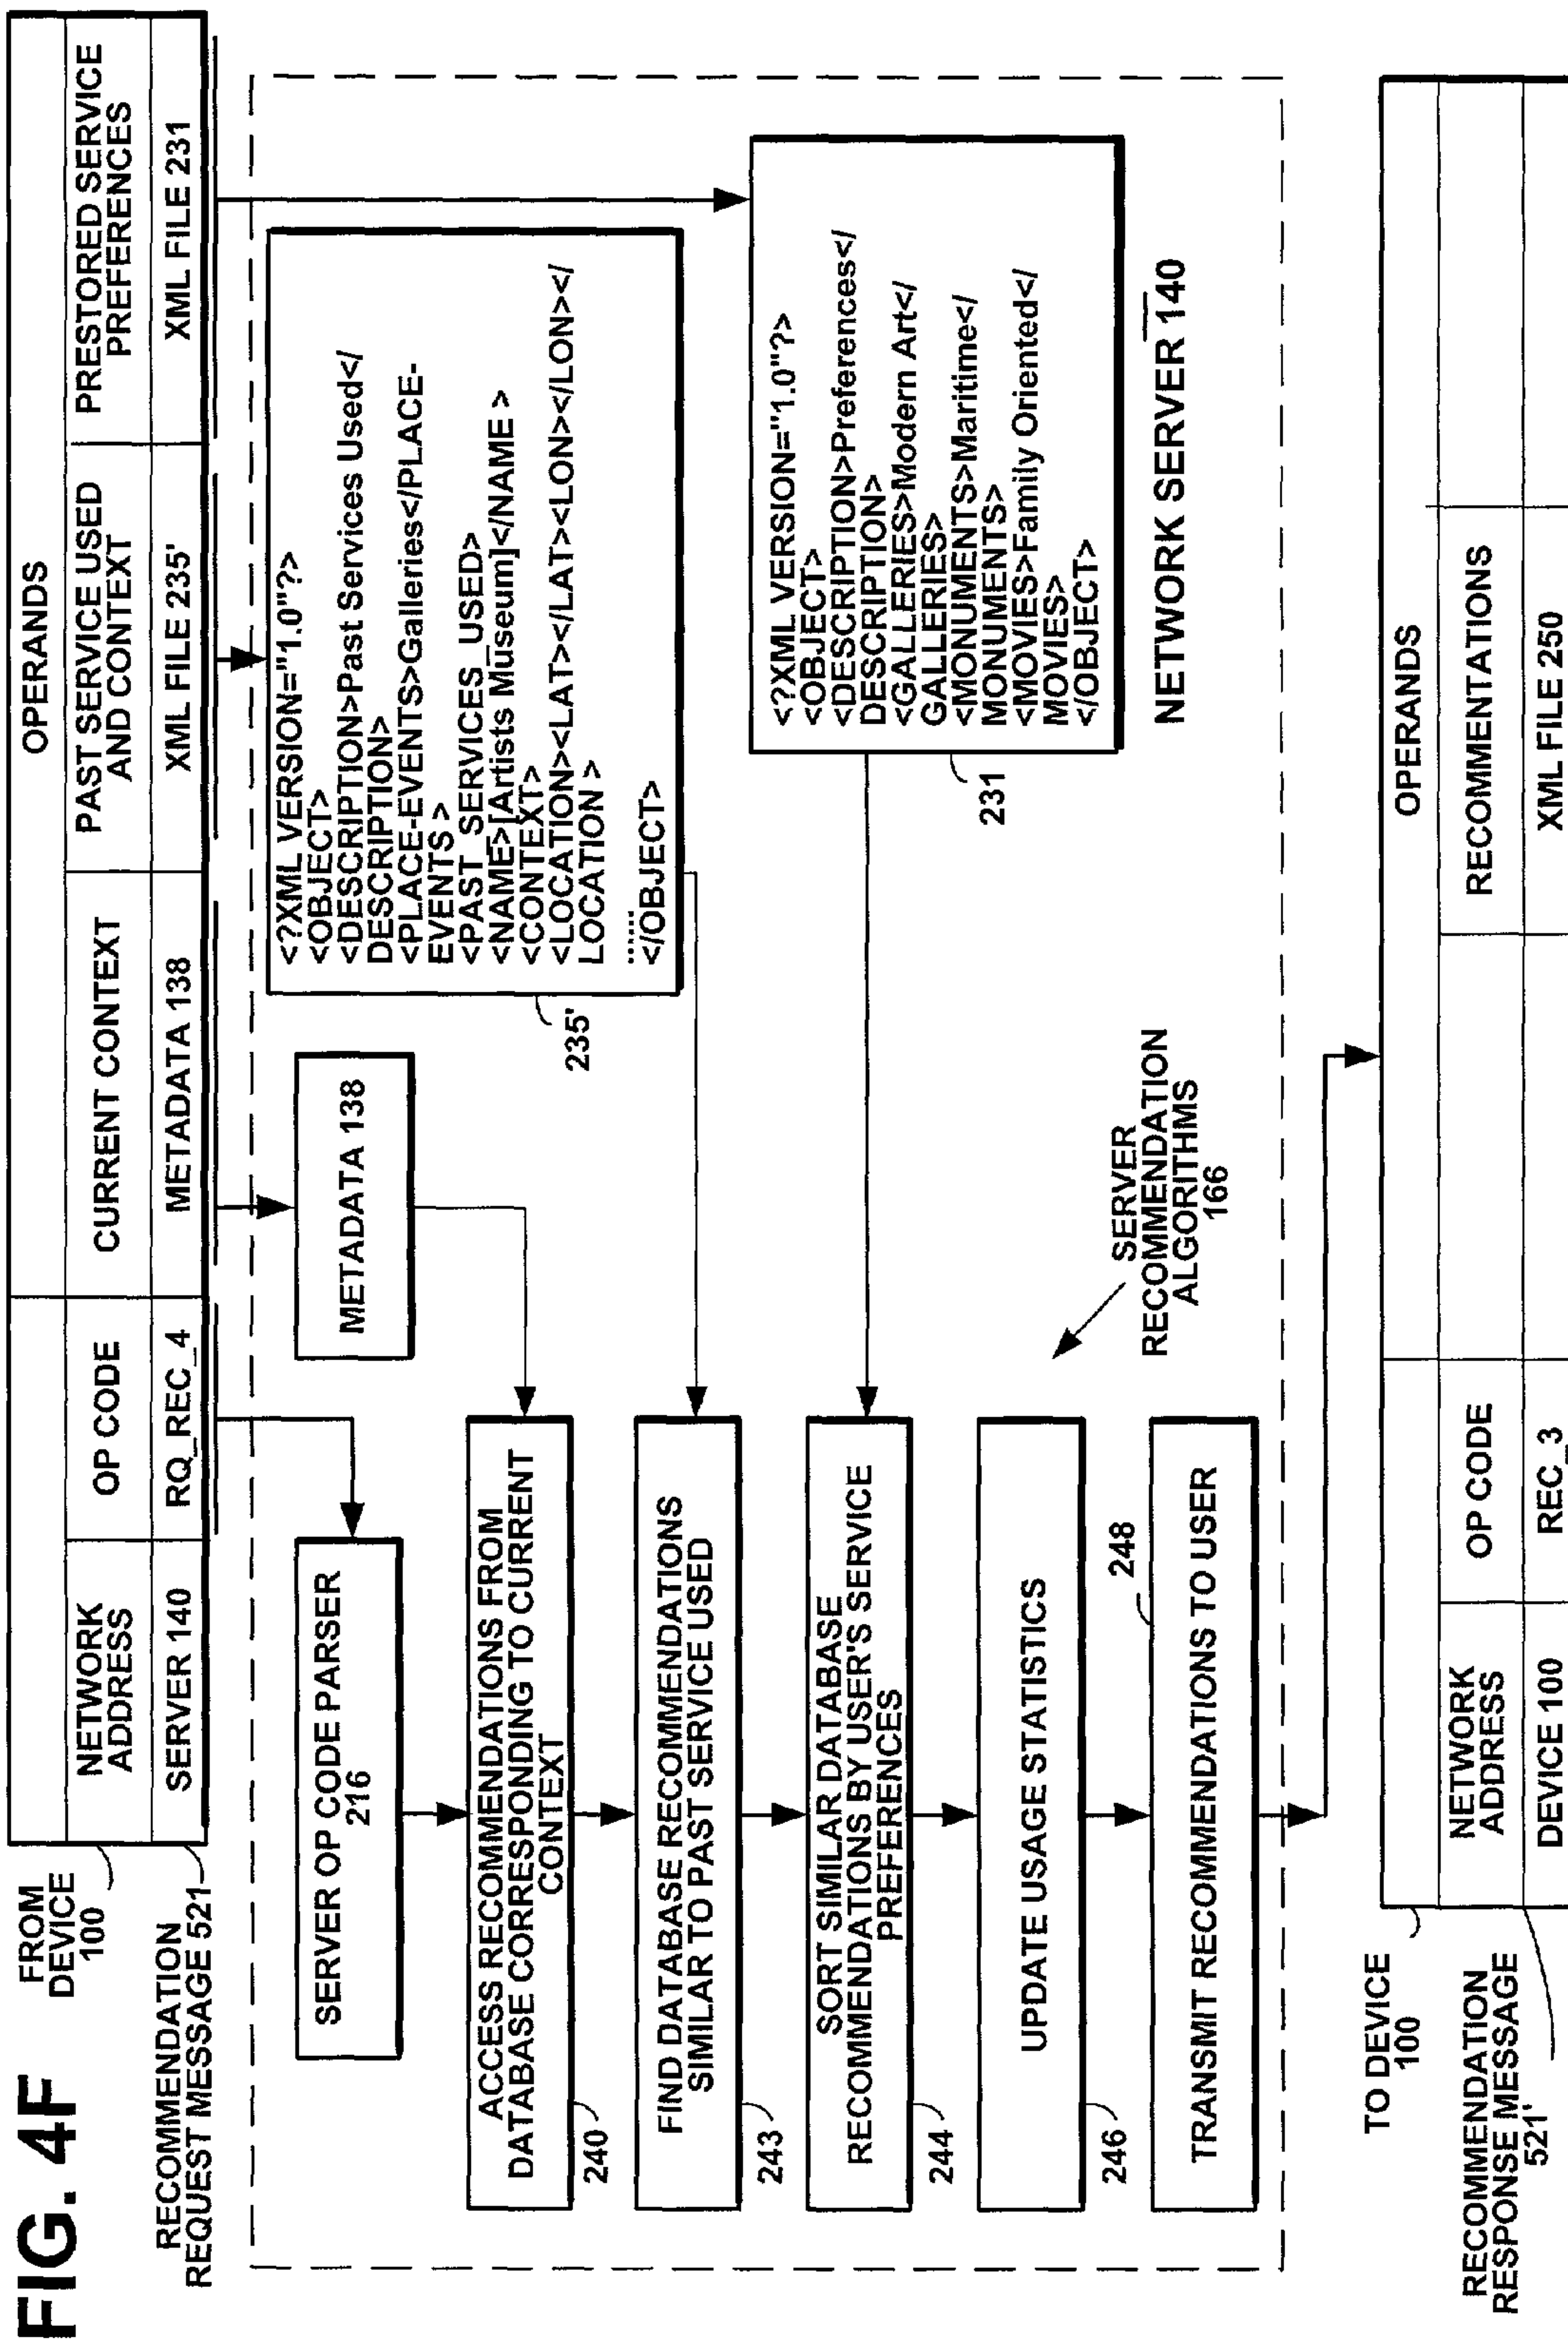 FIG. 4F
FROM
DEVICE
100
RECOMMENDATION
REQUEST MESSAGE 521
OPERANDS
NETWORK
ADDRESS
OP CODE
CURRENT CONTEXT
PAST SERVICE USED
AND CONTEXT
PRESTORED SERVICE
PREFERENCES
SERVER 140
RQ_REC_4
METADATA 138
XML FILE 235'
XML FILE 231
SERVER OP CODE PARSER
216
METADATA 138
<?XML VERSION="1.0"?>
<OBJECT>
<DESCRIPTION>Past Services Used</
DESCRIPTION>
<PLACE-EVENTS>Galleries</PLACE-
EVENTS >
<PAST_SERVICES_USED>
<NAME>[Artists Museum]</NAME >
<CONTEXT>
<LOCATION><LAT></LAT><LON></LON></
LOCATION >
......
</OBJECT>
235'
ACCESS RECOMMENDATIONS FROM
DATABASE CORRESPONDING TO CURRENT
CONTEXT
240
FIND DATABASE RECOMMENDATIONS
SIMILAR TO PAST SERVICE USED
243
<?XML VERSION="1.0"?>
<OBJECT>
<DESCRIPTION>Preferences</
DESCRIPTION>
<GALLERIES>Modern Art</
GALLERIES>
<MONUMENTS>Maritime</
MONUMENTS>
<MOVIES>Family Oriented</
MOVIES>
</OBJECT>
231
SORT SIMILAR DATABASE
RECOMMENDATIONS BY USER'S SERVICE
PREFERENCES
244
UPDATE USAGE STATISTICS
246
SERVER
RECOMMENDATION
ALGORITHMS
166
NETWORK SERVER 140
TRANSMIT RECOMMENDATIONS TO USER
248
TO DEVICE
100
RECOMMENDATION
RESPONSE MESSAGE
521'
OPERANDS
NETWORK
ADDRESS
OP CODE
RECOMMENTATIONS
DEVICE 100
REC_3
XML FILE 250